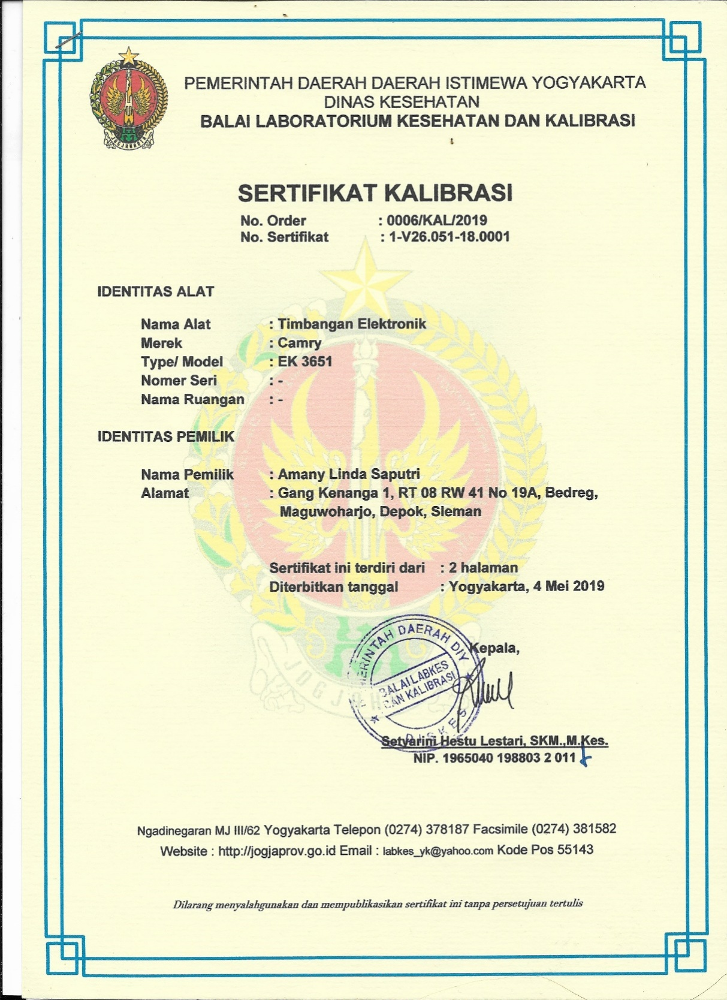 PEMERINTAH DAERAH DAERAH ISTIMEWA YOGYAKARTA
DINAS KESEHATAN
BALAI LABORATORIUM KESEHATAN DAN KALIBRASI
JOGJAKARTA
SERTIFIKAT KALIBRASI
No. Order : 0006/KAL/2019
No. Sertifikat : 1-V26.051-18.0001
IDENTITAS ALAT
Nama Alat : Timbangan Elektronik
Merek : Camry
Type/ Model : EK 3651
Nomer Seri : -
Nama Ruangan : -
IDENTITAS PEMILIK
Nama Pemilik : Amany Linda Saputri
Alamat : Gang Kenanga 1, RT 08 RW 41 No 19A, Bedreg,
Maguwoharjo, Depok, Sleman
Sertifikat ini terdiri dari : 2 halaman
Diterbitkan tanggal : Yogyakarta, 4 Mei 2019
Kepala,
DAERAH DIY
BALAI LABKES
DAN KALIBRASI
DISKES
Setyarini Hestu Lestari, SKM.,M.Kes.
NIP. 1965040 198803 2 011
Ngadinegaran MJ III/62 Yogyakarta Telepon (0274) 378187 Facsimile (0274) 381582
Website : http://jogjaprov.go.id Email : labkes_yk@yahoo.com Kode Pos 55143
Dilarang menyalahgunakan dan mempublikasikan sertifikat ini tanpa persetujuan tertulis